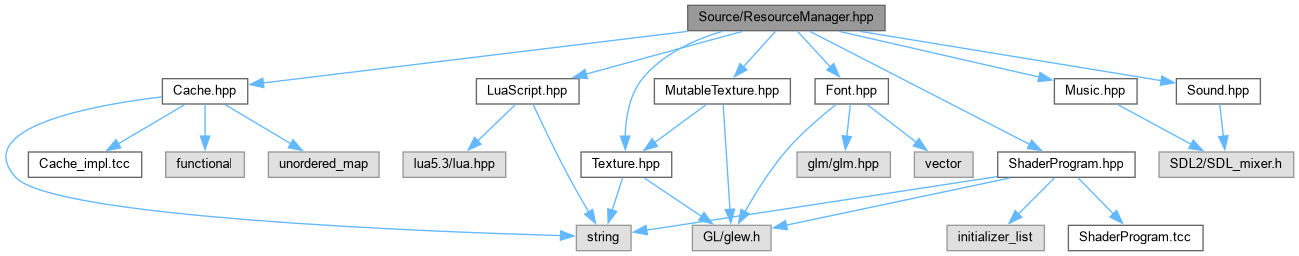 Source/ResourceManager.hpp
Cache.hpp
LuaScript.hpp
MutableTexture.hpp
Font.hpp
Music.hpp
Sound.hpp
Cache_impl.tcc
functional
unordered_map
lua5.3/lua.hpp
Texture.hpp
glm/glm.hpp
vector
ShaderProgram.hpp
SDL2/SDL_mixer.h
string
GL/glew.h
initializer_list
ShaderProgram.tcc